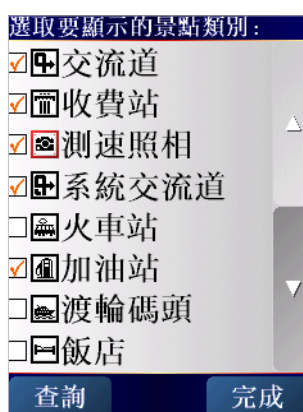 選取要顯示的景點類別：
交流道
收費站
測速照相
系統交流道
火車站
加油站
渡輪碼頭
飯店
查詢
完成